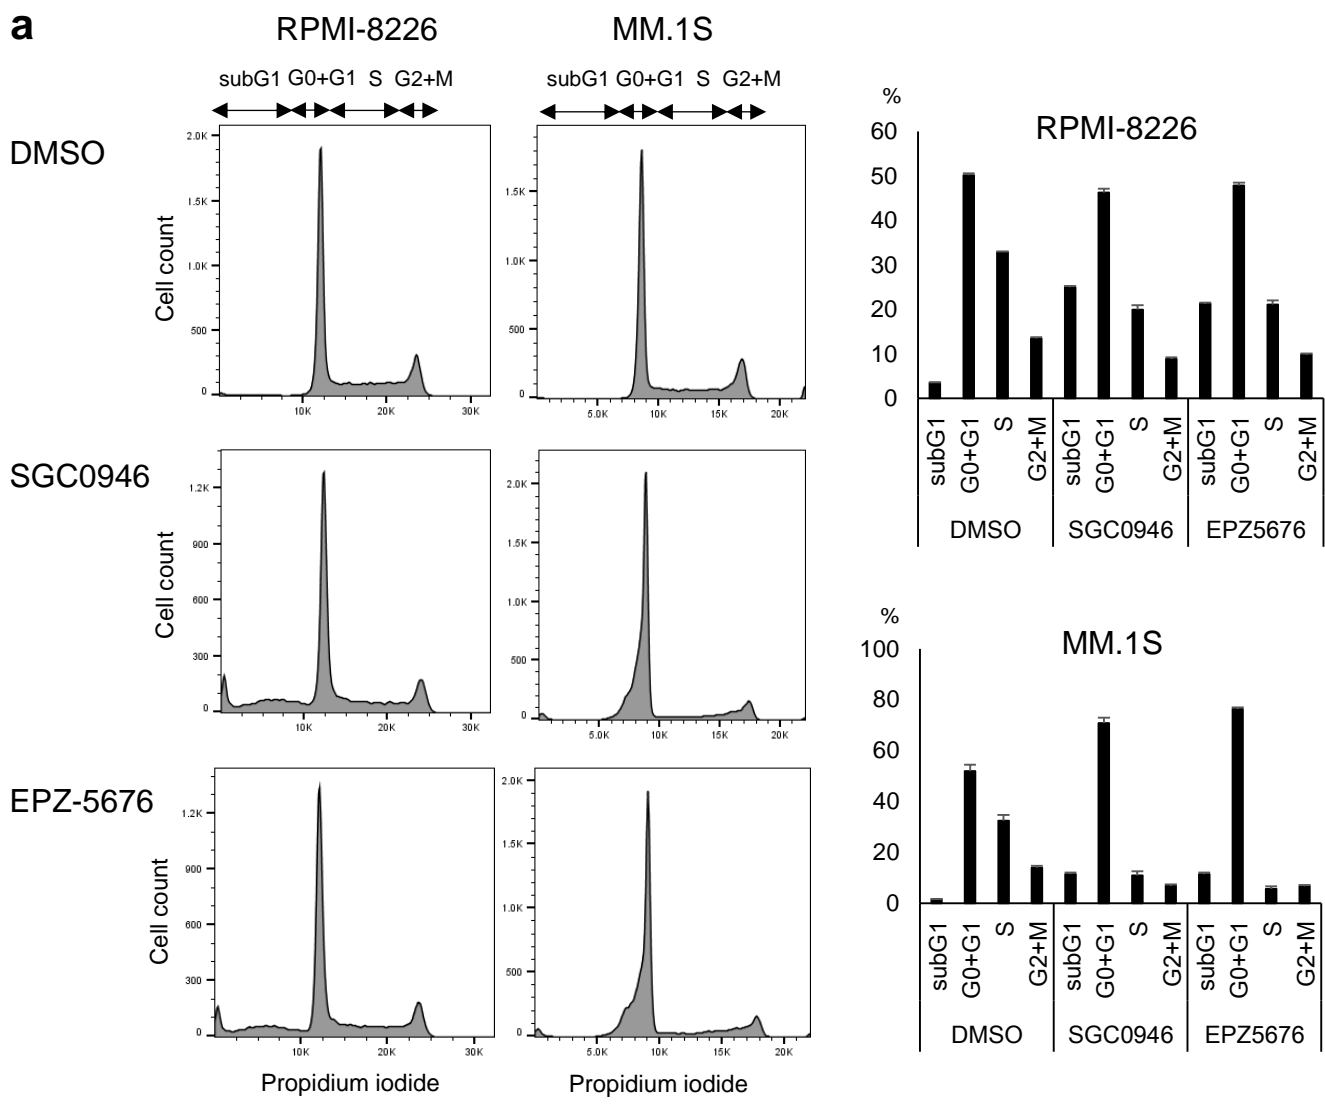 a
RPMI-8226
MM.1S
subG1 G0+G1 S G2+M
subG1 G0+G1 S G2+M
DMSO
Cell count
2.0K
1.5K
1.0K
500
0
10K 20K 30K
1.5K
1.0K
500
0
5.0K 10K 15K 20K
SGC0946
Cell count
1.2K
900
600
300
0
10K 20K 30K
2.0K
1.5K
1.0K
500
0
5.0K 10K 15K 20K
EPZ-5676
Cell count
1.2K
900
600
300
0
10K 20K 30K
2.0K
1.5K
1.0K
500
0
5.0K 10K 15K 20K
Propidium iodide
Propidium iodide
%
RPMI-8226
60
50
40
30
20
10
0
subG1 G0+G1 S G2+M subG1 G0+G1 S G2+M subG1 G0+G1 S G2+M
DMSO SGC0946 EPZ5676
%
MM.1S
100
80
60
40
20
0
subG1 G0+G1 S G2+M subG1 G0+G1 S G2+M subG1 G0+G1 S G2+M
DMSO SGC0946 EPZ5676